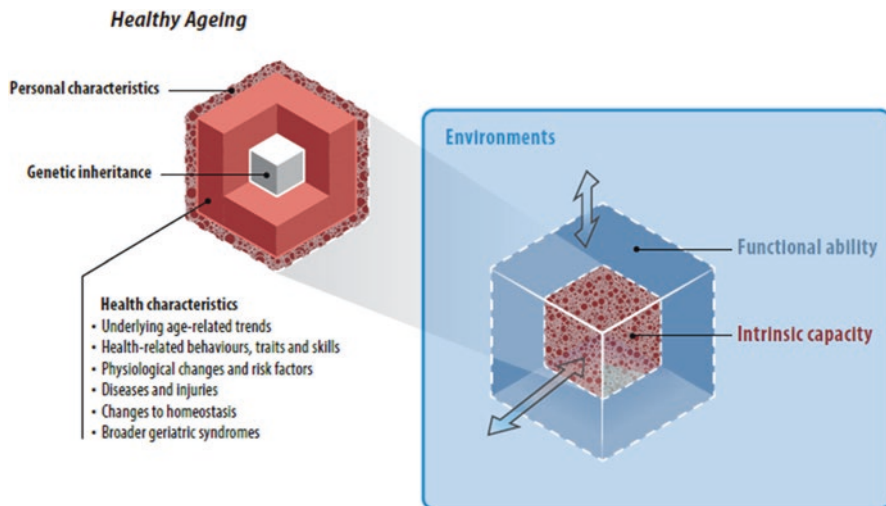 Healthy Ageing
Personal characteristics
Genetic inheritance
Health characteristics
• Underlying age-related trends
• Health-related behaviours, traits and skills
• Physiological changes and risk factors
• Diseases and injuries
• Changes to homeostasis
• Broader geriatric syndromes
Environments
Functional ability
Intrinsic capacity